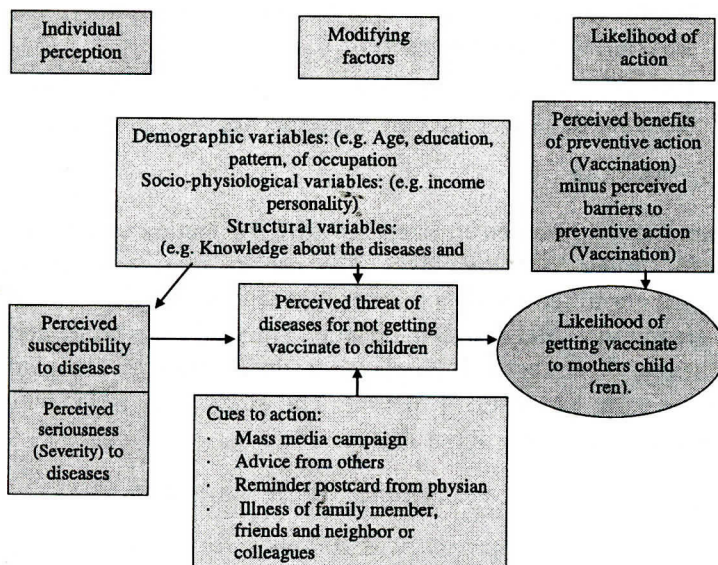 Individual
perception
Modifying
factors
Likelihood of
action
Demographic variables: (e.g. Age, education,
pattern, of occupation
Socio-physiological variables: (e.g. income
personality)
Structural variables:
(e.g. Knowledge about the diseases and
Perceived benefits
of preventive action
(Vaccination)
minus perceived
barriers to
preventive action
(Vaccination)
Perceived
susceptibility
to diseases
Perceived
seriousness
(Severity) to
diseases
Perceived threat of
diseases for not getting
vaccinate to children
Likelihood of
getting vaccinate
to mothers child
(ren).
Cues to action:
· Mass media campaign
· Advice from others
· Reminder postcard from physian
· Illness of family member,
friends and neighbor or
colleagues